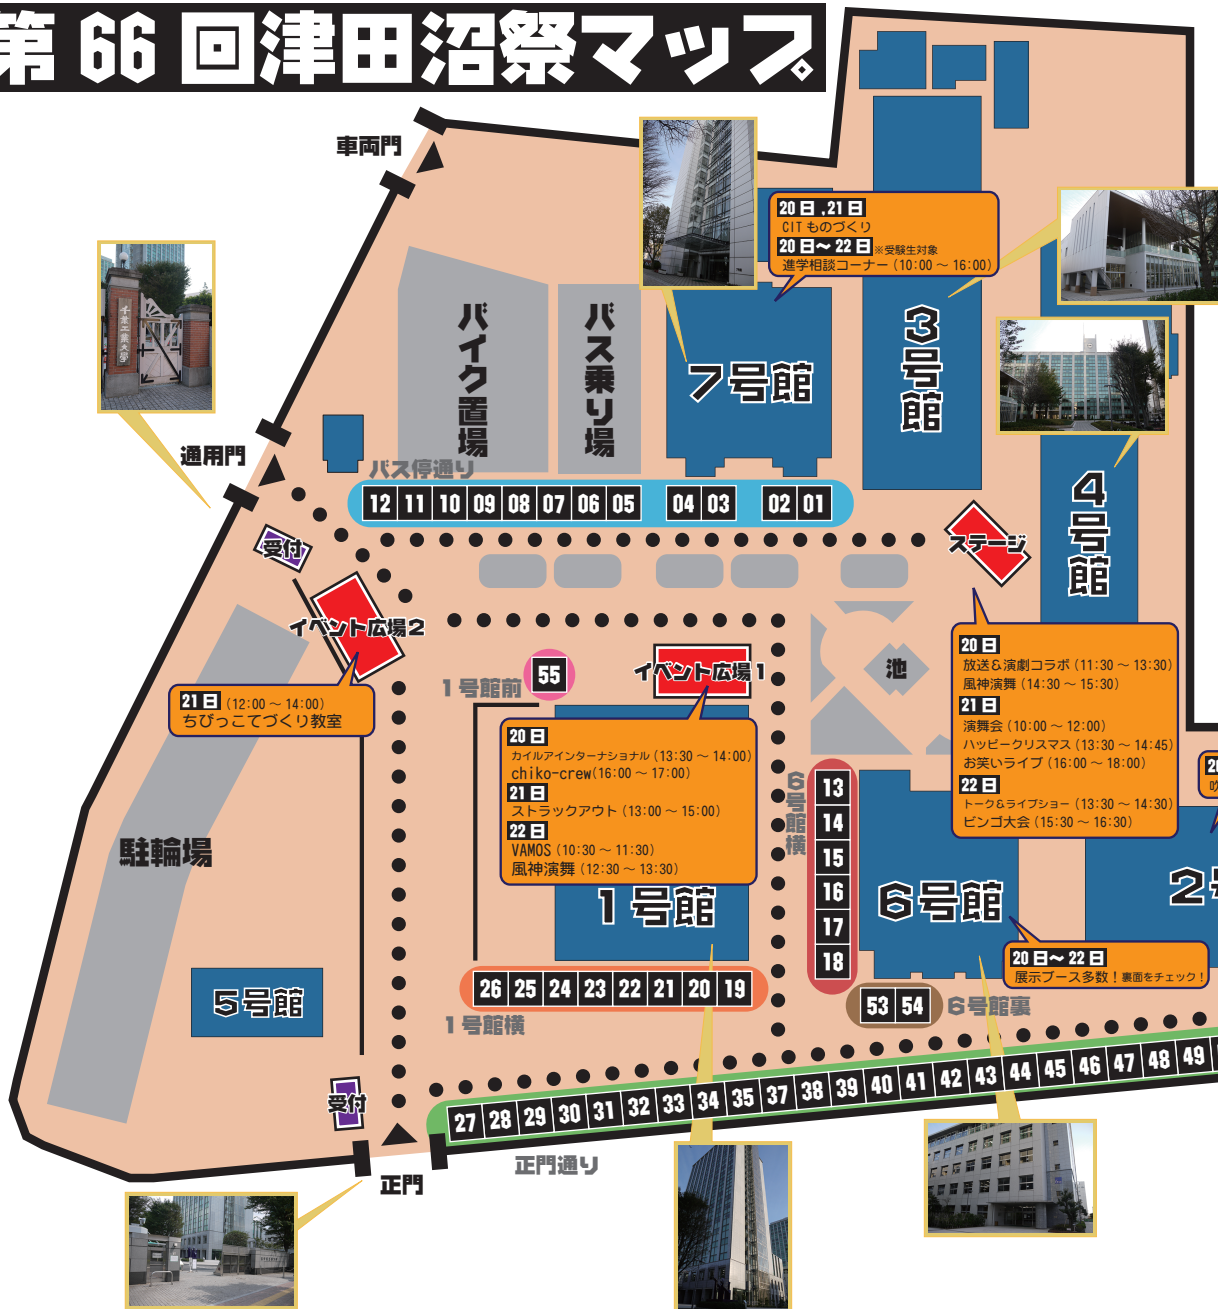 第66回津田沼祭マップ
車両門
20日,21日
CITものづくり
20日～22日 ※受験生対象
進学相談コーナー(10:00～16:00)
千葉工業大学
バイク置場
バス乗り場
7号館
3号館
4号館
通用門
バス停通り
12 11 10 09 08 07 06 05 04 03 02 01
受付
ステージ
イベント広場2
21日 (12:00～14:00)
ちびっこてづくり教室
1号館前
55
イベント広場1
池
20日
放送&演劇コラボ(11:30～13:30)
風神演舞(14:30～15:30)
21日
演舞会(10:00～12:00)
ハッピークリスマス(13:30～14:45)
お笑いライブ(16:00～18:00)
22日
トーク&ライブショー(13:30～14:30)
ビンゴ大会(15:30～16:30)
20日
カイルアインターナショナル(13:30～14:00)
chiko-crew(16:00～17:00)
21日
ストラックアウト(13:00～15:00)
22日
VAMOS(10:30～11:30)
風神演舞(12:30～13:30)
1号館
6号館横
13
14
15
16
17
18
20
吹
駐輪場
6号館
2号
20日～22日
展示ブース多数！裏面をチェック！
5号館
26 25 24 23 22 21 20 19
1号館横
53 54
6号館裏
受付
27 28 29 30 31 32 33 34 35 37 38 39 40 41 42 43 44 45 46 47 48 49
正門通り
正門